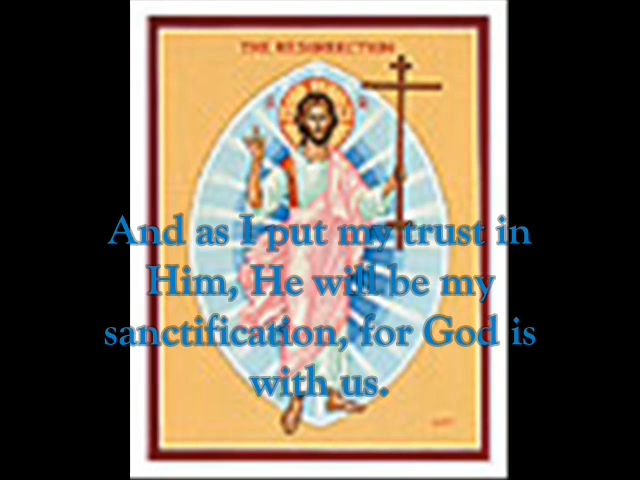 THE RESURRECTION
And as I put my trust in
Him, He will be my
sanctification, for God is
with us.